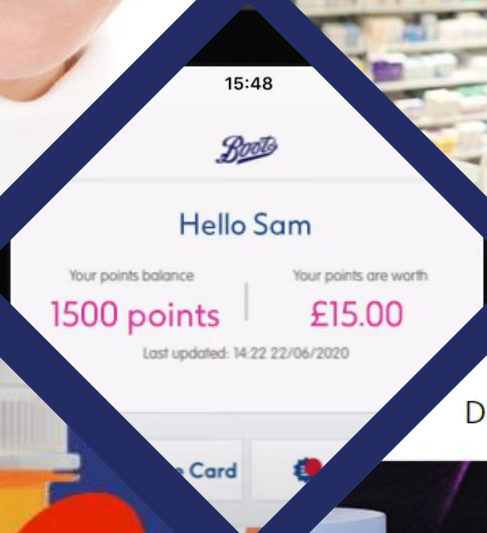 15:48
Boots
Hello Sam
Your points balance
Your points are worth
1500 points
£15.00
Last updated: 14:22 22/06/2020
e Card
D